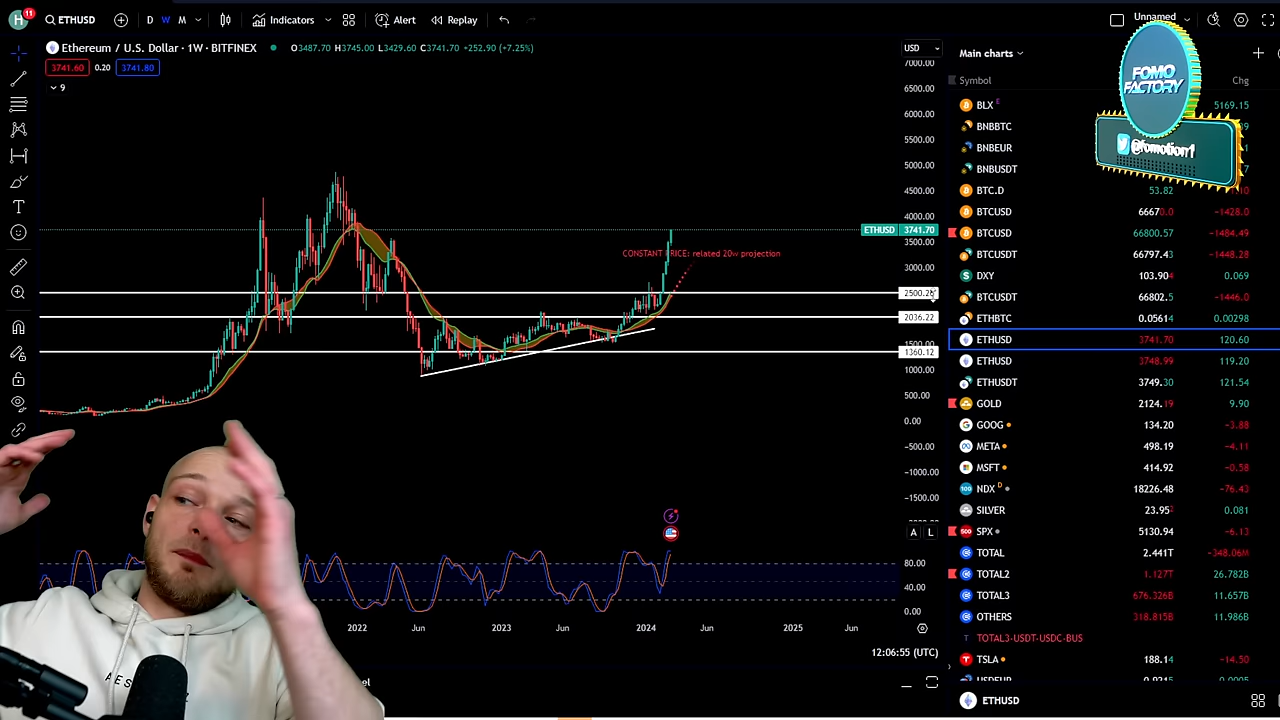 H 11 ETHUSD D W M Indicators Alert Replay Unnamed
Ethereum / U.S. Dollar · 1W · BITFINEX O3487.70 H3745.00 L3429.60 C3741.70 +252.90 (+7.25%) USD
3741.60 0.20 3741.80
9
7000.00
6500.00
6000.00
5500.00
5000.00
4500.00
4000.00
ETHUSD 3741.70
3500.00
CONSTANT PRICE: related 20w projection
3000.00
2036.22
1360.12
1000.00
500.00
0.00
-500.00
-1000.00
-1500.00
A L
80.00
40.00
0.00
2022 Jun 2023 Jun 2024 Jun 2025 Jun
12:06:55 (UTC)
Main charts
Symbol Chg
FOMO
FACTORY
@fomotion1
BLX E 5169.15
BNBBTC
BNBEUR
BNBUSDT
BTC.D 53.82
BTCUSD 66670.0 -1428.0
BTCUSD 66800.57 -1484.49
BTCUSDT 66797.43 -1448.28
DXY 103.904 0.069
BTCUSDT 66802.5 -1446.0
ETHBTC 0.05614 0.00298
ETHUSD 3741.70 120.60
ETHUSD 3748.99 119.20
ETHUSDT 3749.30 121.54
GOLD 2124.19 9.90
GOOG 134.20 -3.88
META 498.19 -4.11
MSFT 414.92 -0.58
NDX D 18226.48 -76.43
SILVER 23.95 0.081
SPX 5130.94 -6.13
TOTAL 2.441T -348.06M
TOTAL2 1.127T 26.782B
TOTAL3 676.326B 11.657B
OTHERS 318.815B 11.986B
TOTAL3-USDT-USDC-BUS
TSLA 188.14 -14.50
ETHUSD